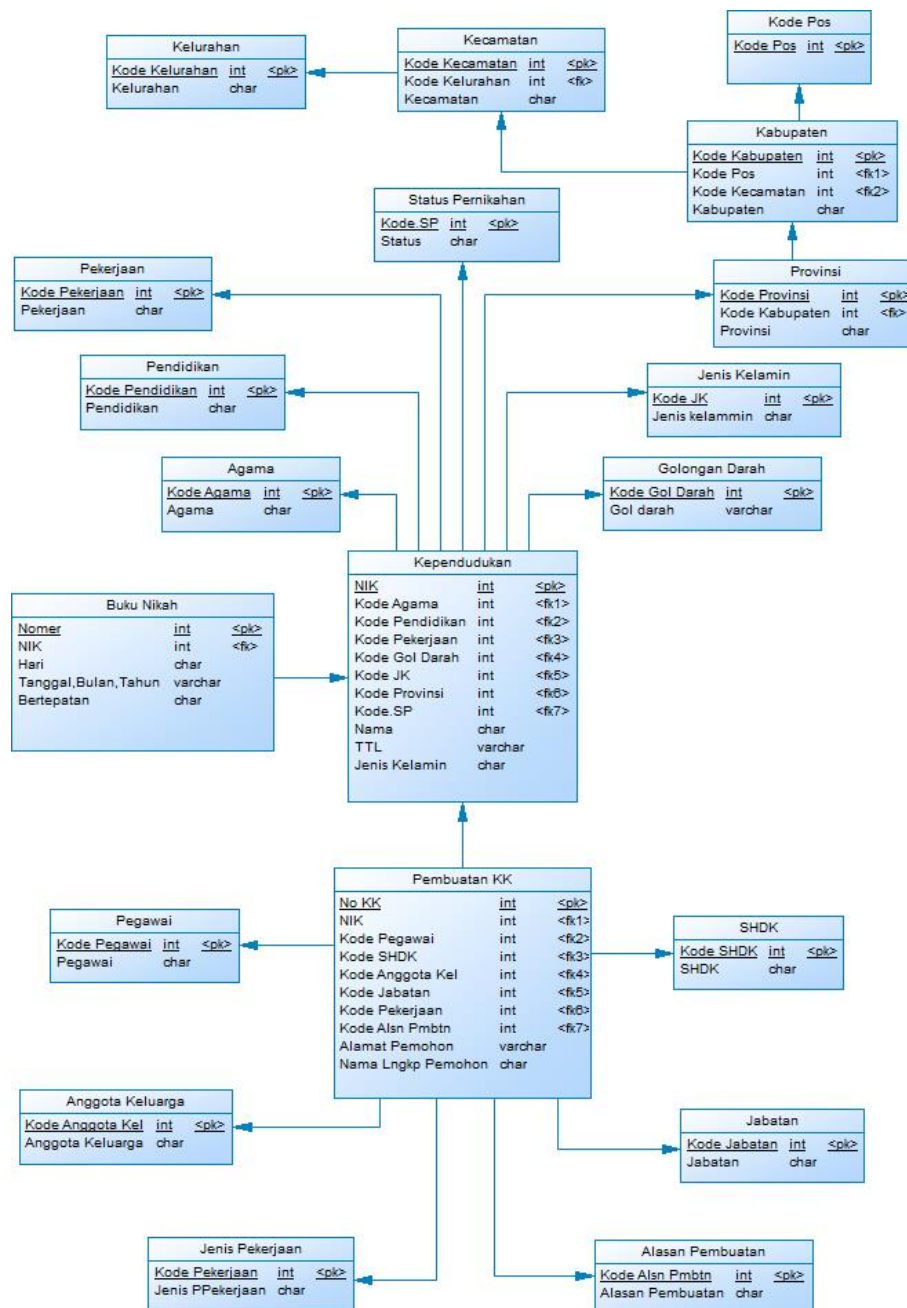 Kode Pos
Kode Pos int <pk>
Kelurahan
Kode Kelurahan int <pk>
Kelurahan char
Kecamatan
Kode Kecamatan int <pk>
Kode Kelurahan int <fk>
Kecamatan char
Kabupaten
Kode Kabupaten int <pk>
Kode Pos int <fk1>
Kode Kecamatan int <fk2>
Kabupaten char
Status Pernikahan
Kode.SP int <pk>
Status char
Pekerjaan
Kode Pekerjaan int <pk>
Pekerjaan char
Provinsi
Kode Provinsi int <pk>
Kode Kabupaten int <fk>
Provinsi char
Pendidikan
Kode Pendidikan int <pk>
Pendidikan char
Jenis Kelamin
Kode JK int <pk>
Jenis kelammin char
Agama
Kode Agama int <pk>
Agama char
Golongan Darah
Kode Gol Darah int <pk>
Gol darah varchar
Kependudukan
NIK int <pk>
Kode Agama int <fk1>
Kode Pendidikan int <fk2>
Kode Pekerjaan int <fk3>
Kode Gol Darah int <fk4>
Kode JK int <fk5>
Kode Provinsi int <fk6>
Kode.SP int <fk7>
Nama char
TTL varchar
Jenis Kelamin char
Buku Nikah
Nomer int <pk>
NIK int <fk>
Hari char
Tanggal,Bulan,Tahun varchar
Bertepatan char
Pembuatan KK
No KK int <pk>
NIK int <fk1>
Kode Pegawai int <fk2>
Kode SHDK int <fk3>
Kode Anggota Kel int <fk4>
Kode Jabatan int <fk5>
Kode Pekerjaan int <fk6>
Kode Alsn Pmbtn int <fk7>
Alamat Pemohon varchar
Nama Lngkp Pemohon char
Pegawai
Kode Pegawai int <pk>
Pegawai char
SHDK
Kode SHDK int <pk>
SHDK char
Anggota Keluarga
Kode Anggota Kel int <pk>
Anggota Keluarga char
Jabatan
Kode Jabatan int <pk>
Jabatan char
Jenis Pekerjaan
Kode Pekerjaan int <pk>
Jenis PPekerjaan char
Alasan Pembuatan
Kode Alsn Pmbtn int <pk>
Alasan Pembuatan char